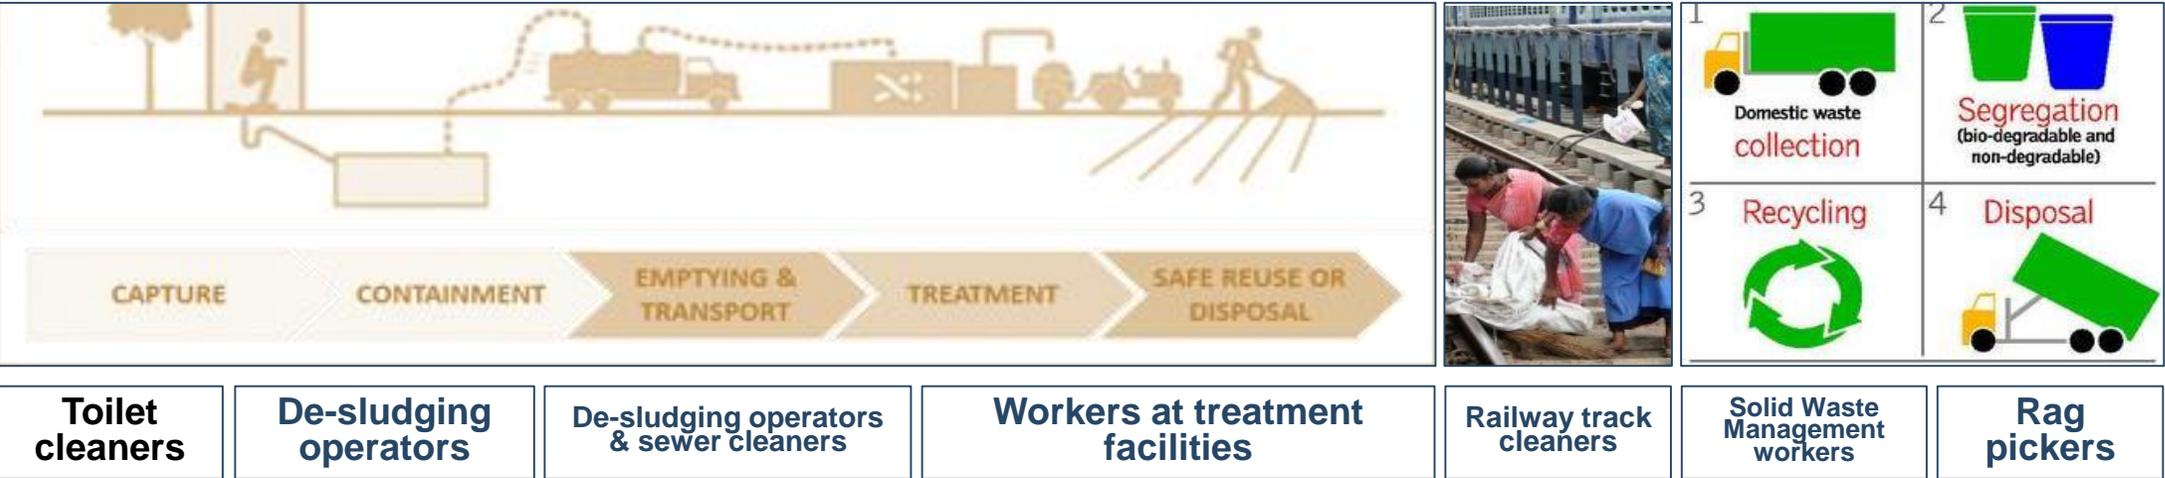 CAPTURE
CONTAINMENT
EMPTYING &
TRANSPORT
TREATMENT
SAFE REUSE OR
DISPOSAL
1
Domestic waste
collection
2
Segregation
(bio-degradable and
non-degradable)
3
Recycling
4
Disposal
Toilet
cleaners
De-sludging
operators
De-sludging operators
& sewer cleaners
Workers at treatment
facilities
Railway track
cleaners
Solid Waste
Management
workers
Rag
pickers